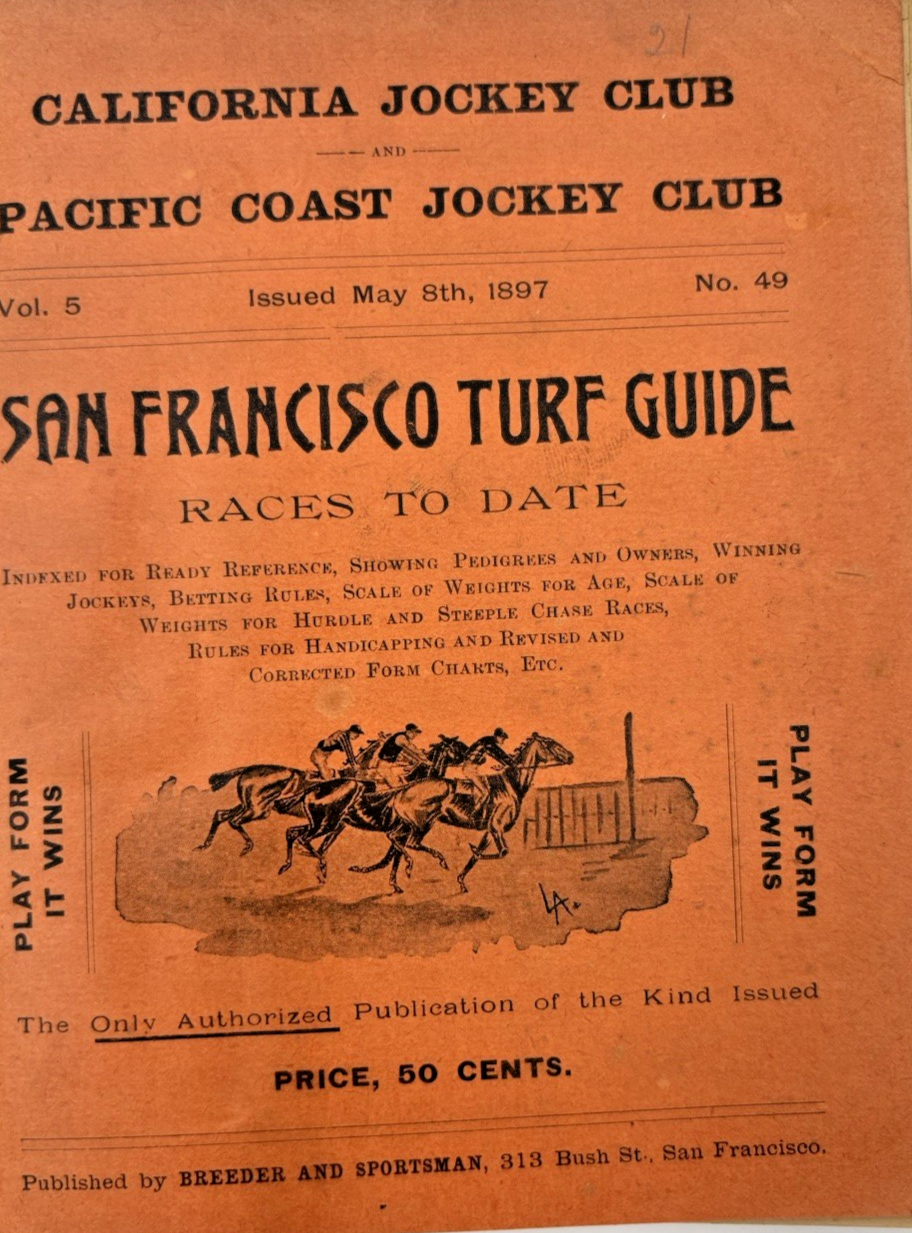 21
CALIFORNIA JOCKEY CLUB
AND
PACIFIC COAST JOCKEY CLUB
Vol. 5 Issued May 8th, 1897 No. 49
SAN FRANCISCO TURF GUIDE
RACES TO DATE
INDEXED FOR READY REFERENCE, SHOWING PEDIGREES AND OWNERS, WINNING
JOCKEYS, BETTING RULES, SCALE OF WEIGHTS FOR AGE, SCALE OF
WEIGHTS FOR HURDLE AND STEEPLE CHASE RACES,
RULES FOR HANDICAPPING AND REVISED AND
CORRECTED FORM CHARTS, ETC.
PLAY FORM
IT WINS
PLAY FORM
IT WINS
LA.
The Only Authorized Publication of the Kind Issued
PRICE, 50 CENTS.
Published by BREEDER AND SPORTSMAN, 313 Bush St., San Francisco.